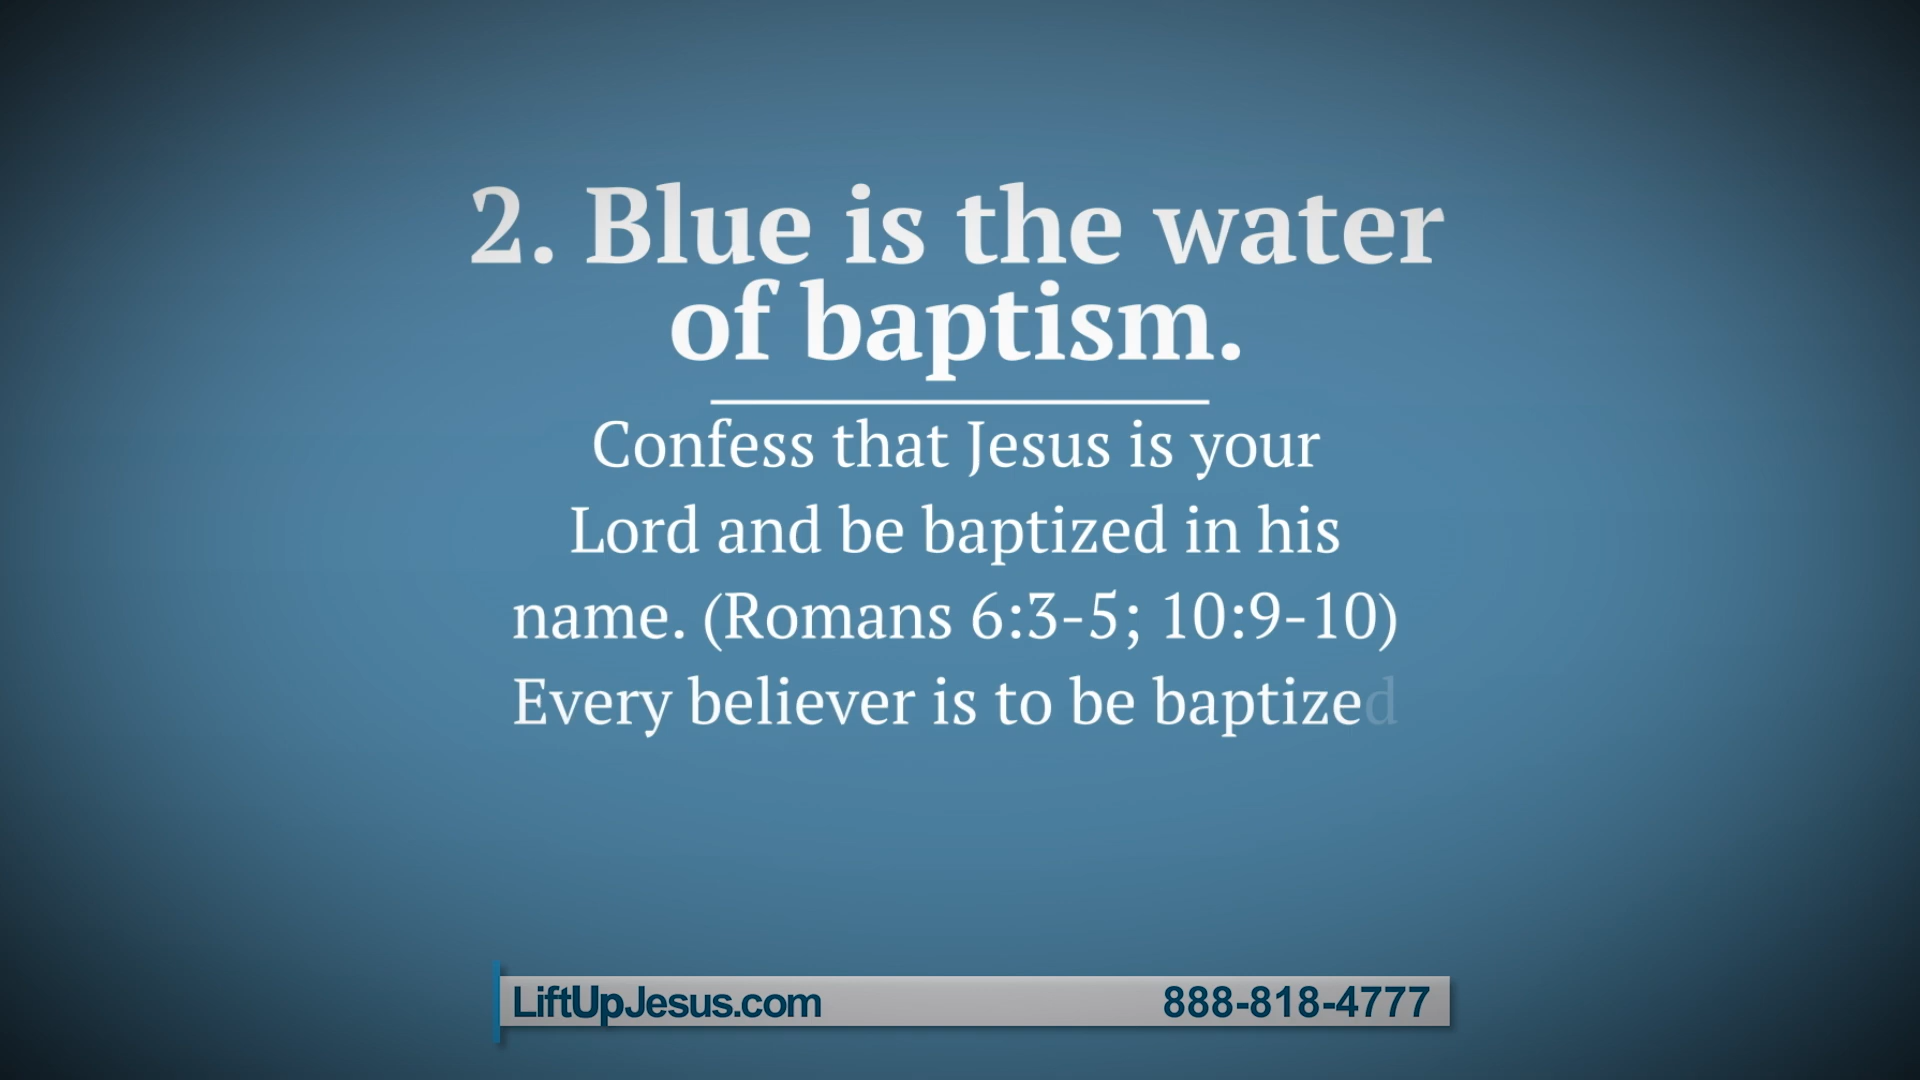 2. Blue is the water
of baptism.
Confess that Jesus is your
Lord and be baptized in his
name. (Romans 6:3-5; 10:9-10)
Every believer is to be baptized
LiftUpJesus.com 888-818-4777